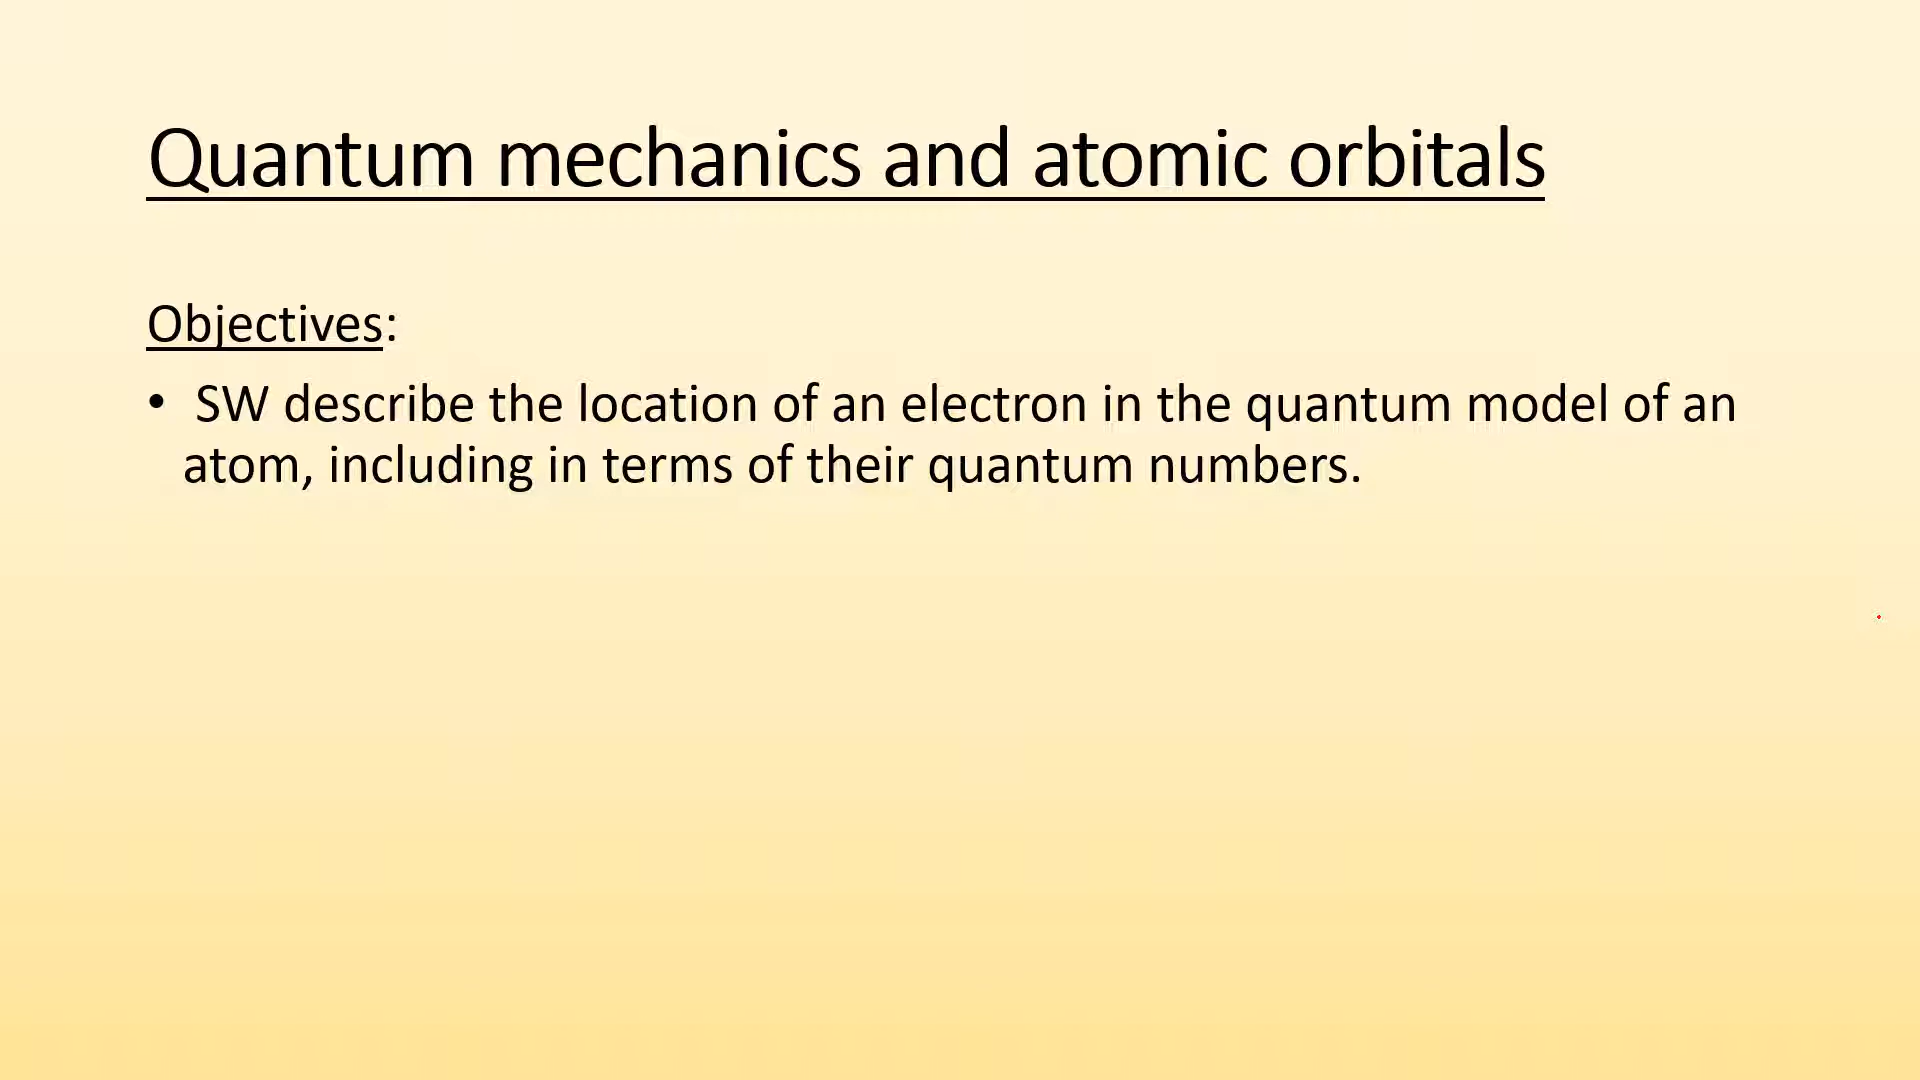 Quantum mechanics and atomic orbitals
Objectives:
• SW describe the location of an electron in the quantum model of an
atom, including in terms of their quantum numbers.